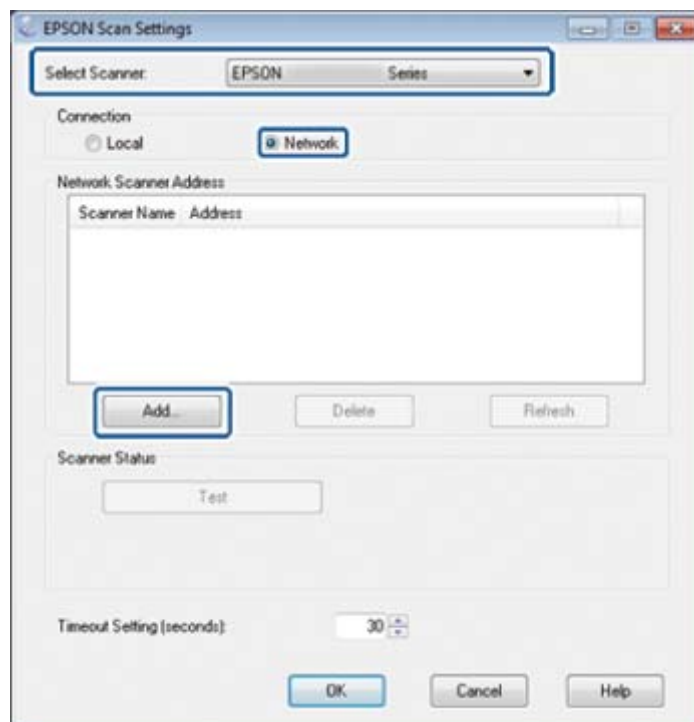 EPSON Scan Settings
Select Scanner: EPSON Series
Connection
Local Network
Network Scanner Address
Scanner Name Address
Add... Delete Refresh
Scanner Status
Test
Timeout Setting (seconds): 30
OK Cancel Help